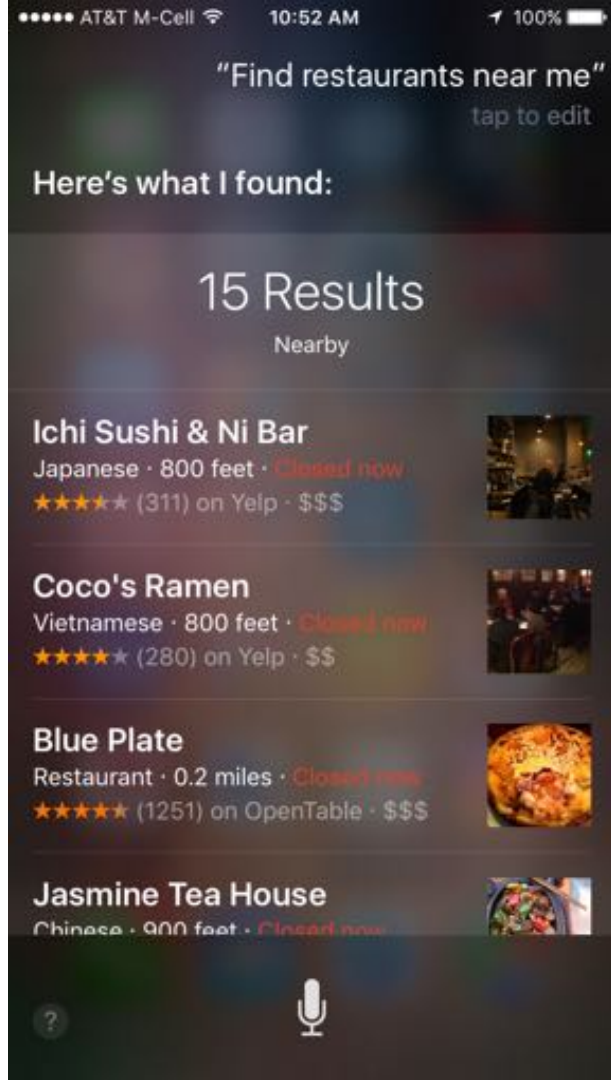 AT&T M-Cell 10:52 AM 100%
“Find restaurants near me”
tap to edit
Here’s what I found:
15 Results
Nearby
Ichi Sushi & Ni Bar
Japanese · 800 feet · Closed now
(311) on Yelp · $$$
Coco's Ramen
Vietnamese · 800 feet · Closed now
(280) on Yelp · $$
Blue Plate
Restaurant · 0.2 miles · Closed now
(1251) on OpenTable · $$$
Jasmine Tea House
Chinese · 900 feet · Closed now
?